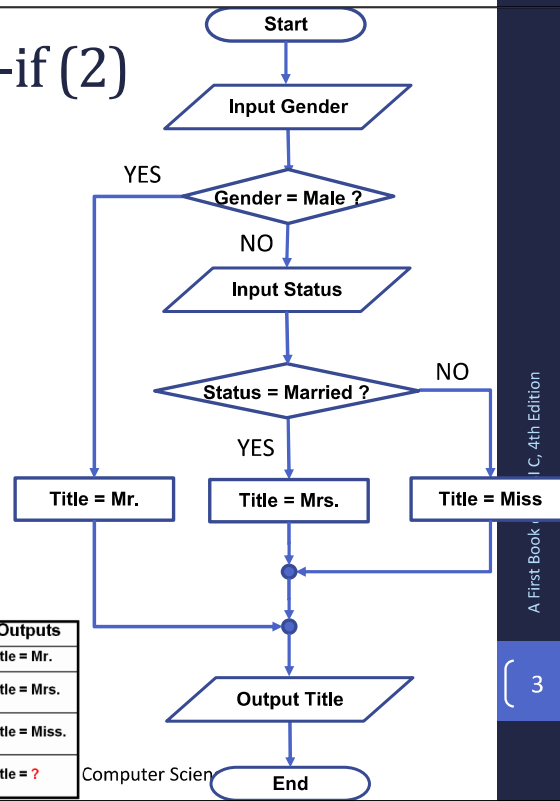 -if (2)
Start
Input Gender
YES
Gender = Male ?
NO
Input Status
NO
Status = Married ?
YES
Title = Mr.
Title = Mrs.
Title = Miss
Outputs
tle = Mr.
tle = Mrs.
tle = Miss.
tle = ?
Output Title
Computer Scien
End
A First Book
l C, 4th Edition
3